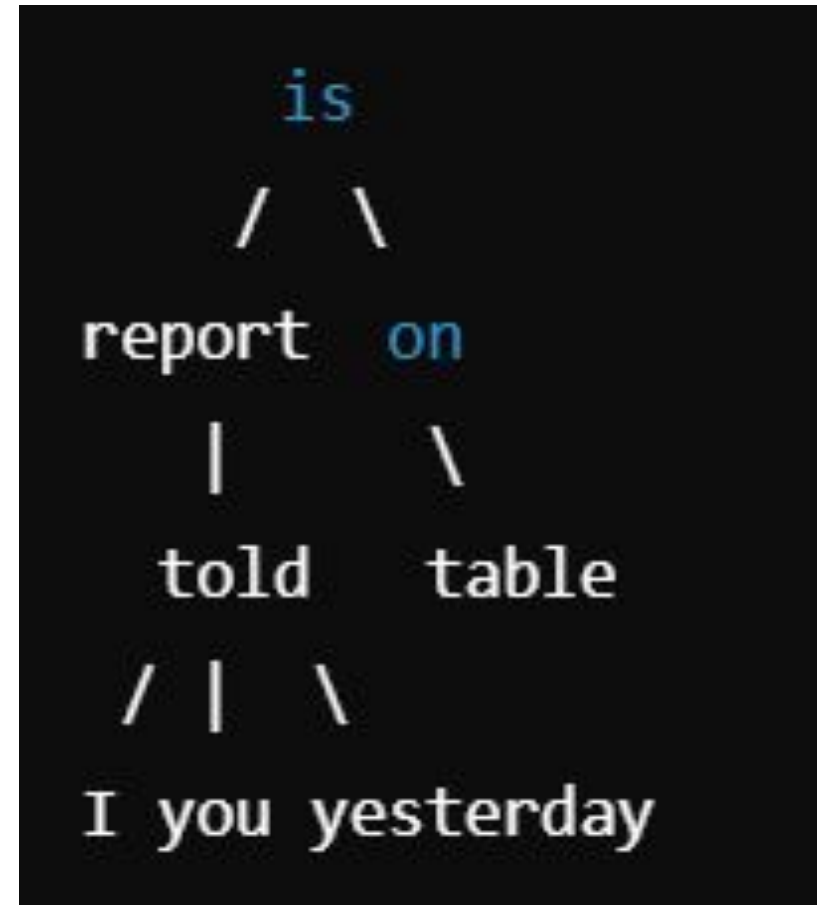 is
/ \
report on
| \
told table
/ | \
I you yesterday